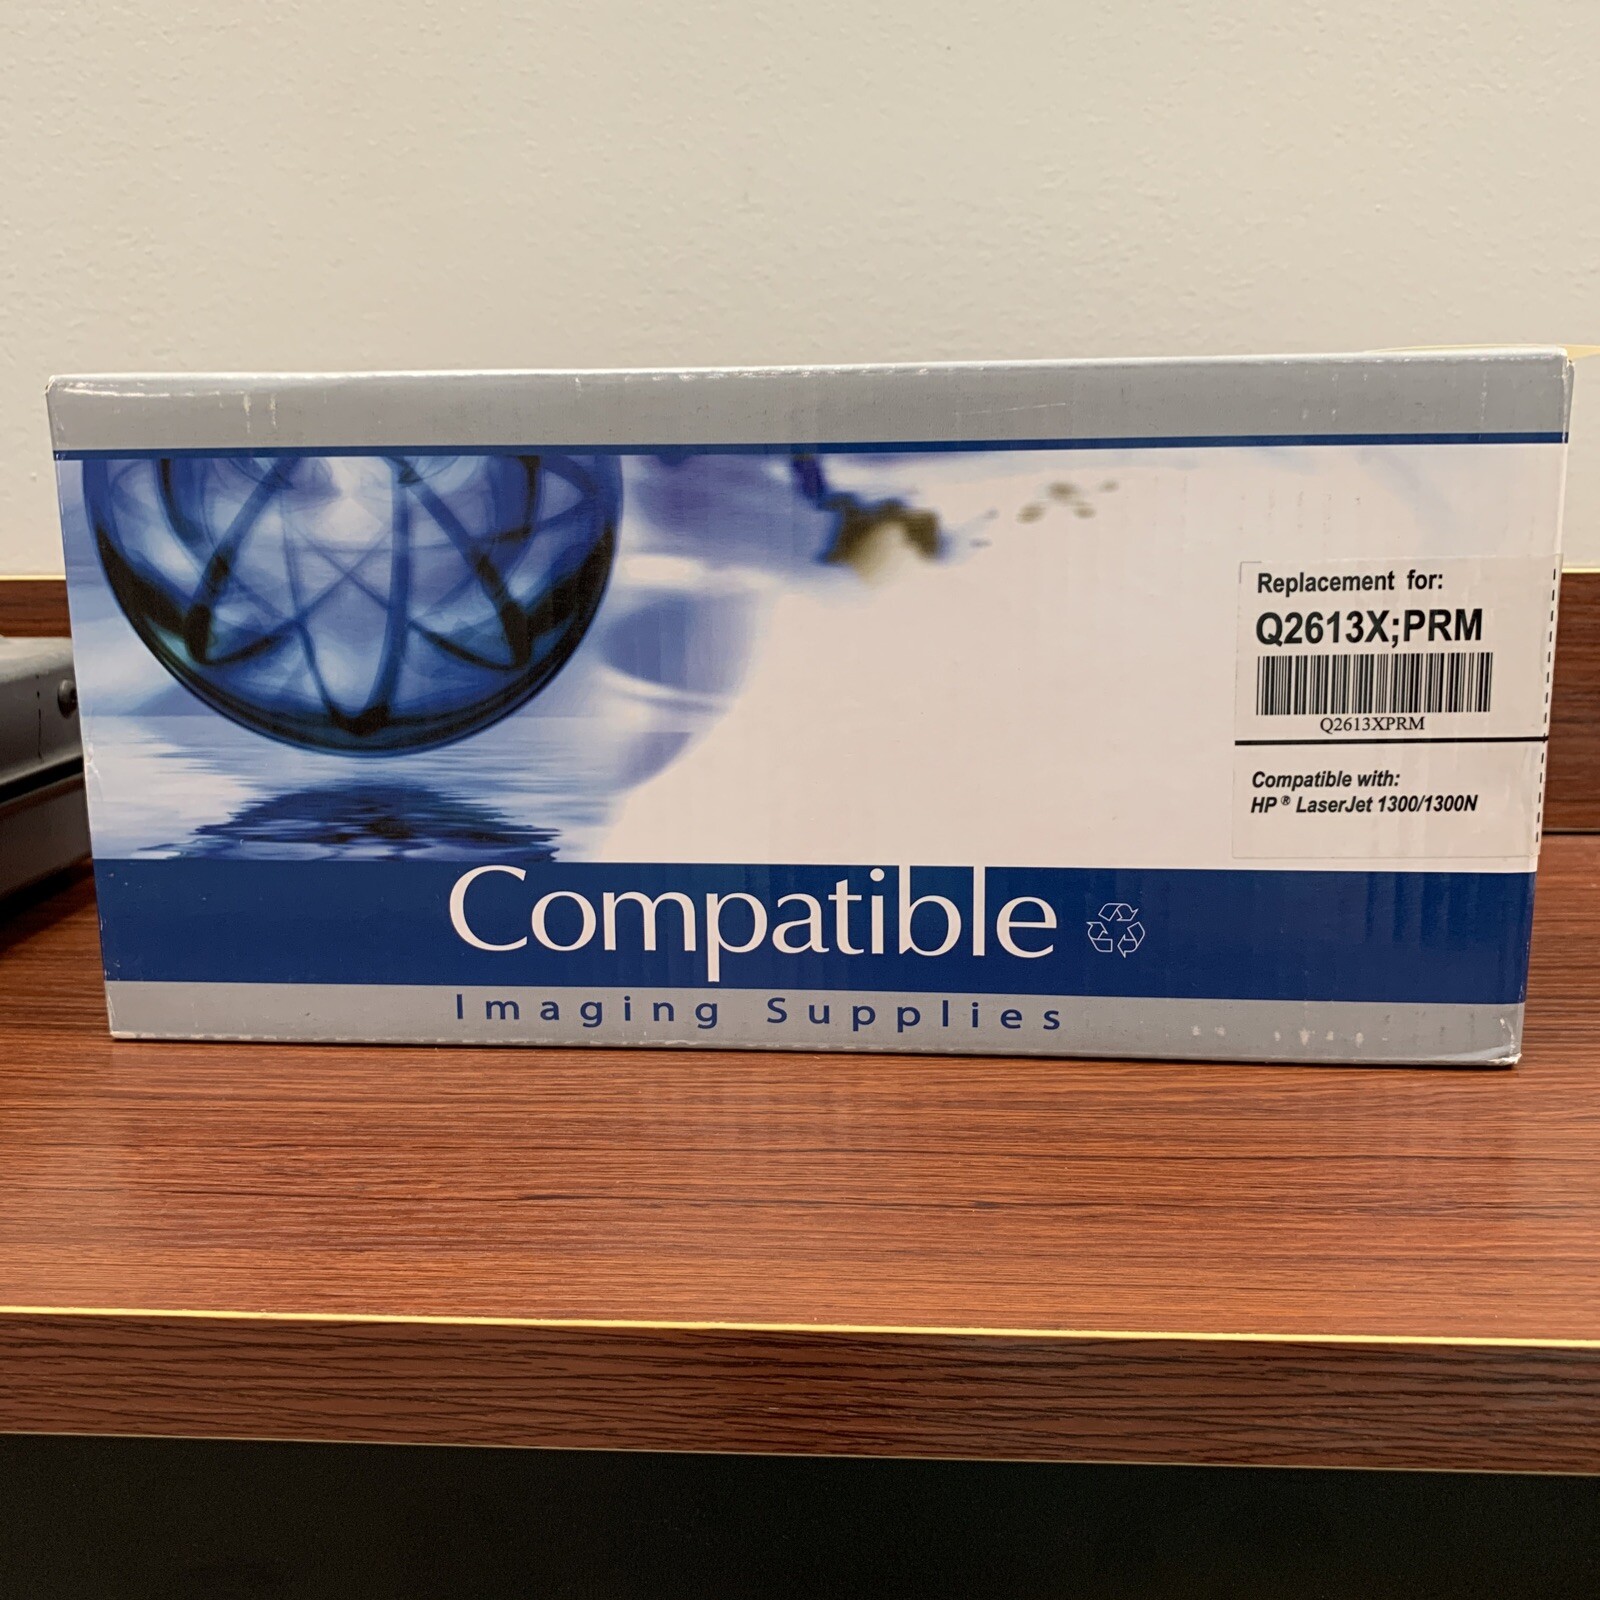 Replacement for:
Q2613X;PRM
Q2613XPRM
Compatible with:
HP ® LaserJet 1300/1300N
Compatible
Imaging Supplies